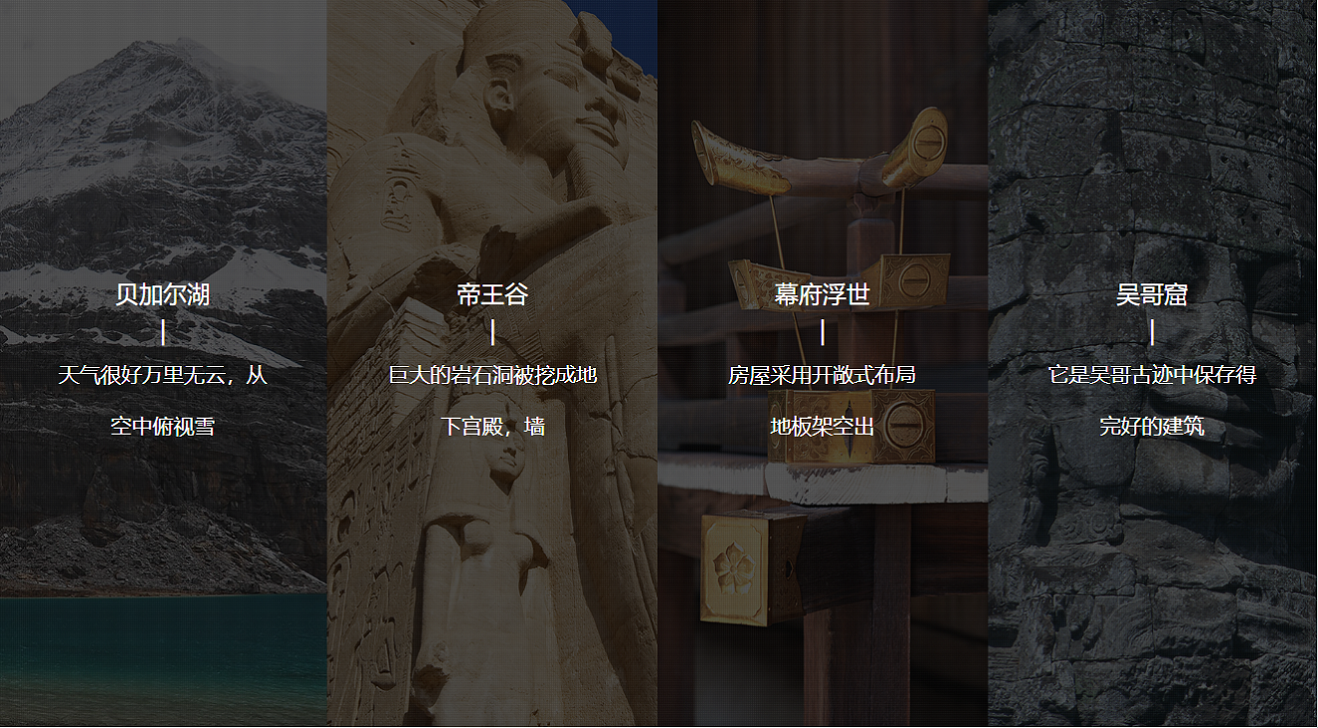 贝加尔湖
天气很好万里无云，从
空中俯视雪
帝王谷
巨大的岩石洞被挖成地
下宫殿，墙
幕府浮世
房屋采用开敞式布局
地板架空出
吴哥窟
它是吴哥古迹中保存得
完好的建筑